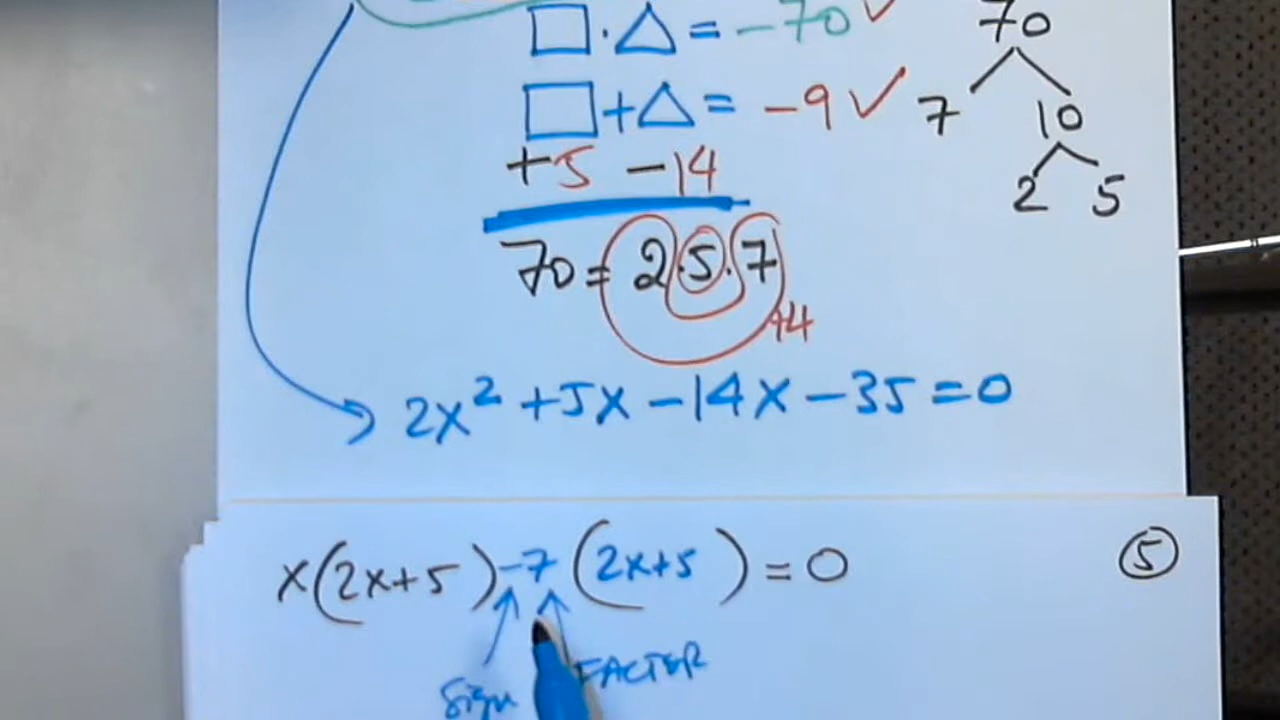 □ · △ = -70 ✓
70
□ + △ = -9 ✓
7 10
+5 -14
2 5
70 = 2 · 5 · 7
14
2x² + 5x - 14x - 35 = 0
x(2x+5) -7 (2x+5) = 0
5
Sign FACTER